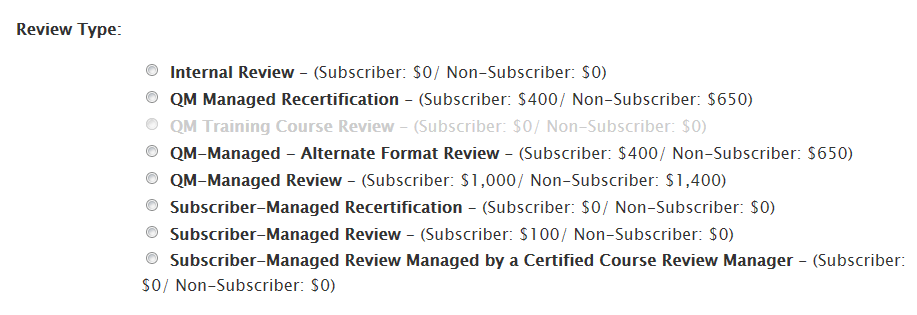 Review Type:
Internal Review – (Subscriber: $0/ Non-Subscriber: $0)
QM Managed Recertification – (Subscriber: $400/ Non-Subscriber: $650)
QM Training Course Review – (Subscriber: $0/ Non-Subscriber: $0)
QM-Managed – Alternate Format Review – (Subscriber: $400/ Non-Subscriber: $650)
QM-Managed Review – (Subscriber: $1,000/ Non-Subscriber: $1,400)
Subscriber-Managed Recertification – (Subscriber: $0/ Non-Subscriber: $0)
Subscriber-Managed Review – (Subscriber: $100/ Non-Subscriber: $0)
Subscriber-Managed Review Managed by a Certified Course Review Manager – (Subscriber:
$0/ Non-Subscriber: $0)